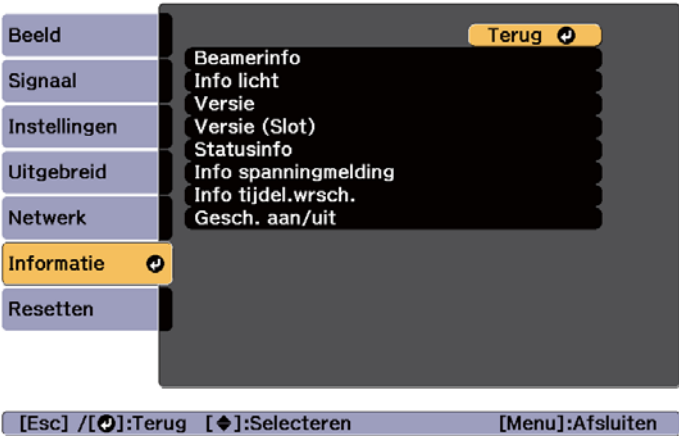 Beeld
Signaal
Instellingen
Uitgebreid
Netwerk
Informatie
Resetten
Terug
Beamerinfo
Info licht
Versie
Versie (Slot)
Statusinfo
Info spanningmelding
Info tijdel.wrsch.
Gesch. aan/uit
[Esc] /[⏎]:Terug [◆]:Selecteren [Menu]:Afsluiten